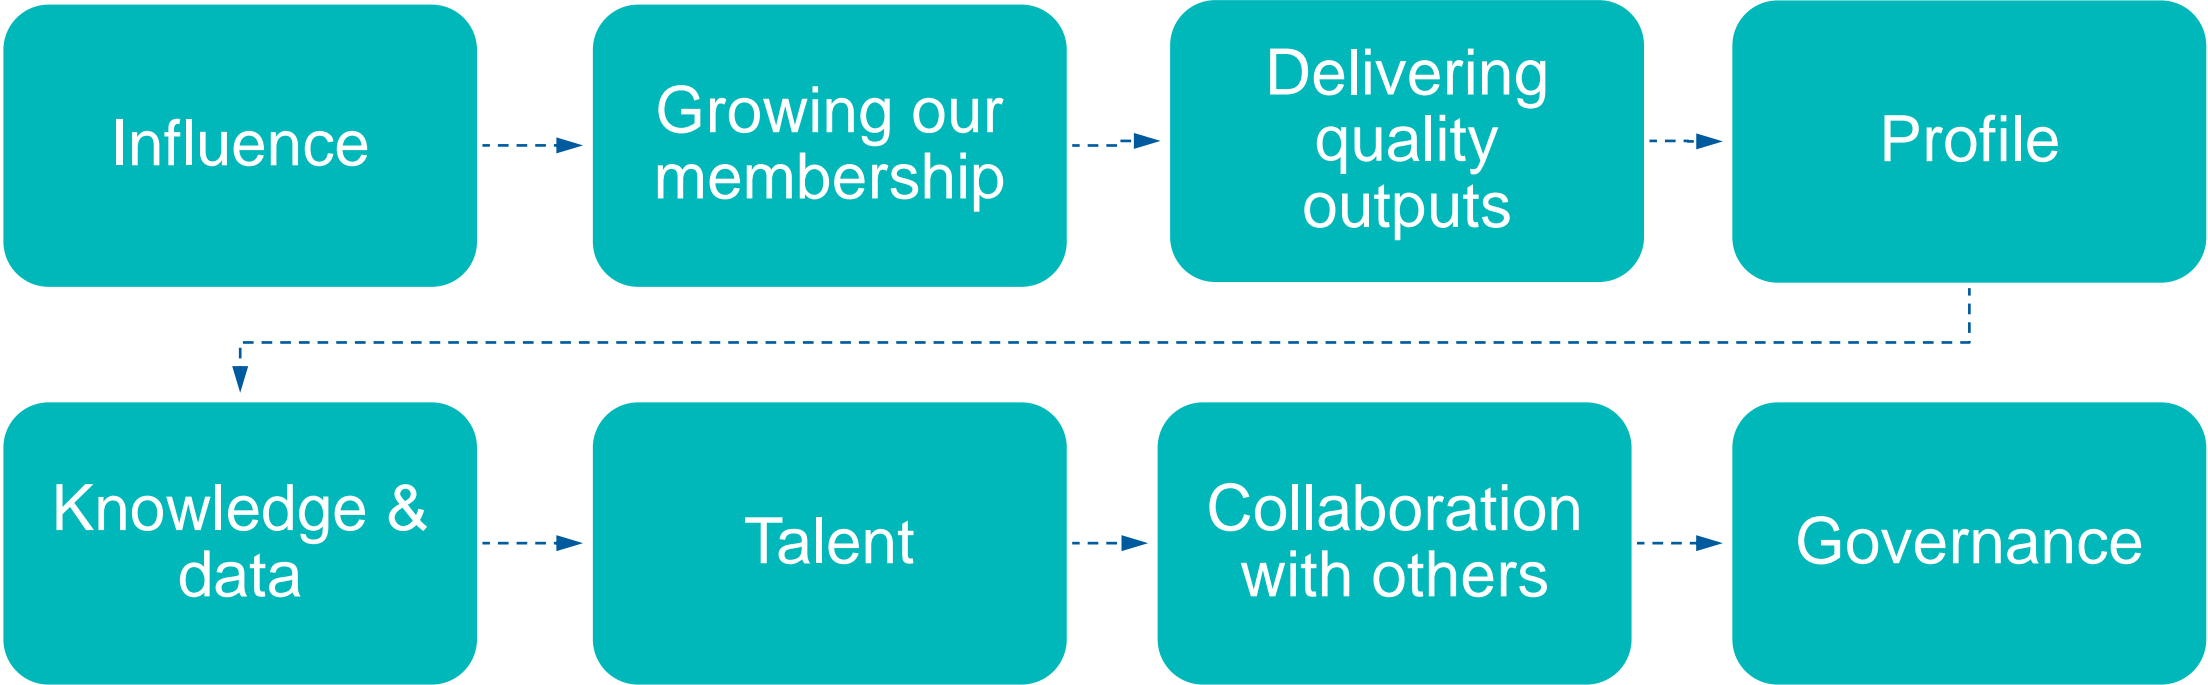 Influence
Growing our
membership
Delivering
quality
outputs
Profile
Knowledge &
data
Talent
Collaboration
with others
Governance